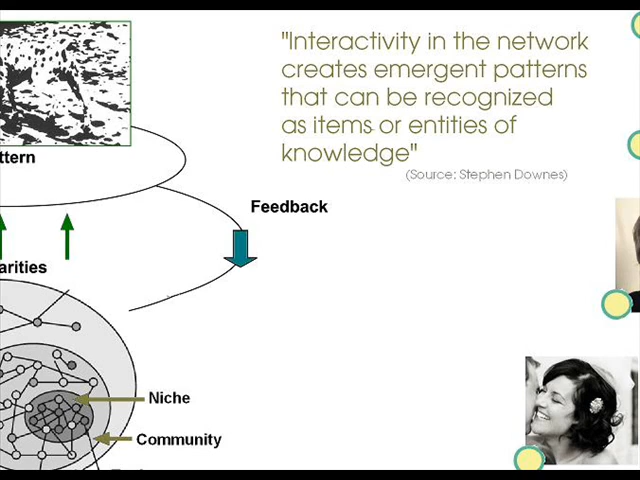 "Interactivity in the network
creates emergent patterns
that can be recognized
as items or entities of
knowledge"
(Source: Stephen Downes)
ttern
Feedback
arities
Niche
Community